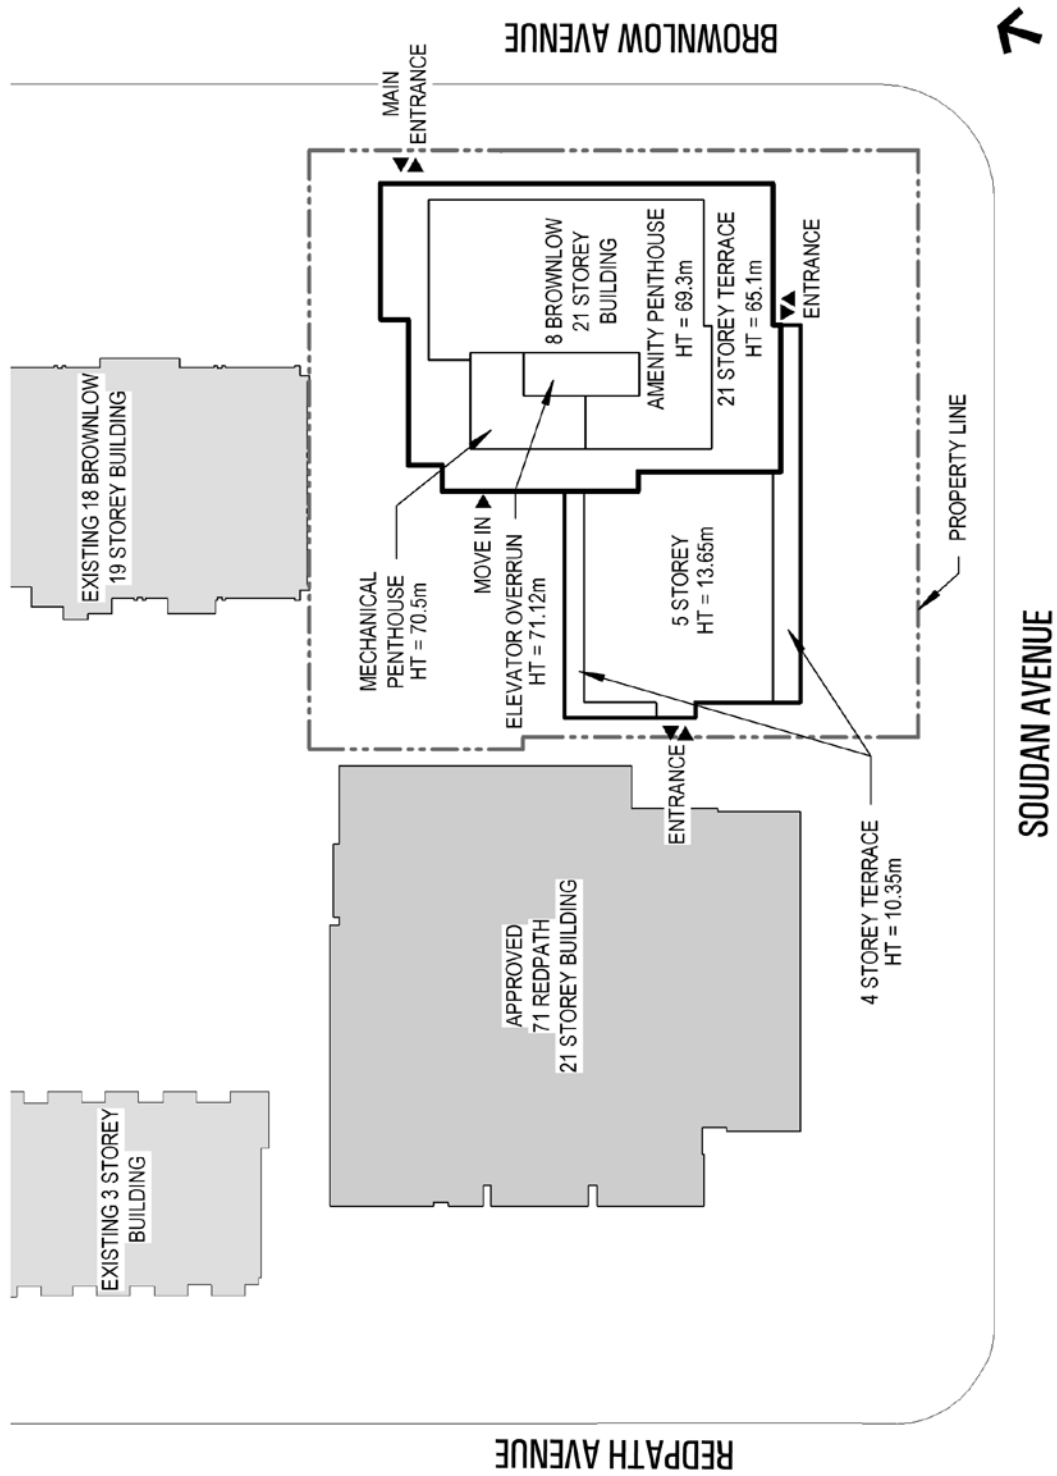 BROWNLOW AVENUE
MAIN
ENTRANCE
EXISTING 18 BROWNLOW
19 STOREY BUILDING
8 BROWNLOW
21 STOREY
BUILDING
AMENITY PENTHOUSE
HT = 69.3m
21 STOREY TERRACE
HT = 65.1m
ENTRANCE
MECHANICAL
PENTHOUSE
HT = 70.5m
MOVE IN
ELEVATOR OVERRUN
HT = 71.12m
5 STOREY
HT = 13.65m
PROPERTY LINE
ENTRANCE
4 STOREY TERRACE
HT = 10.35m
APPROVED
71 REDPATH
21 STOREY BUILDING
EXISTING 3 STOREY
BUILDING
SOUDAN AVENUE
REDPATH AVENUE